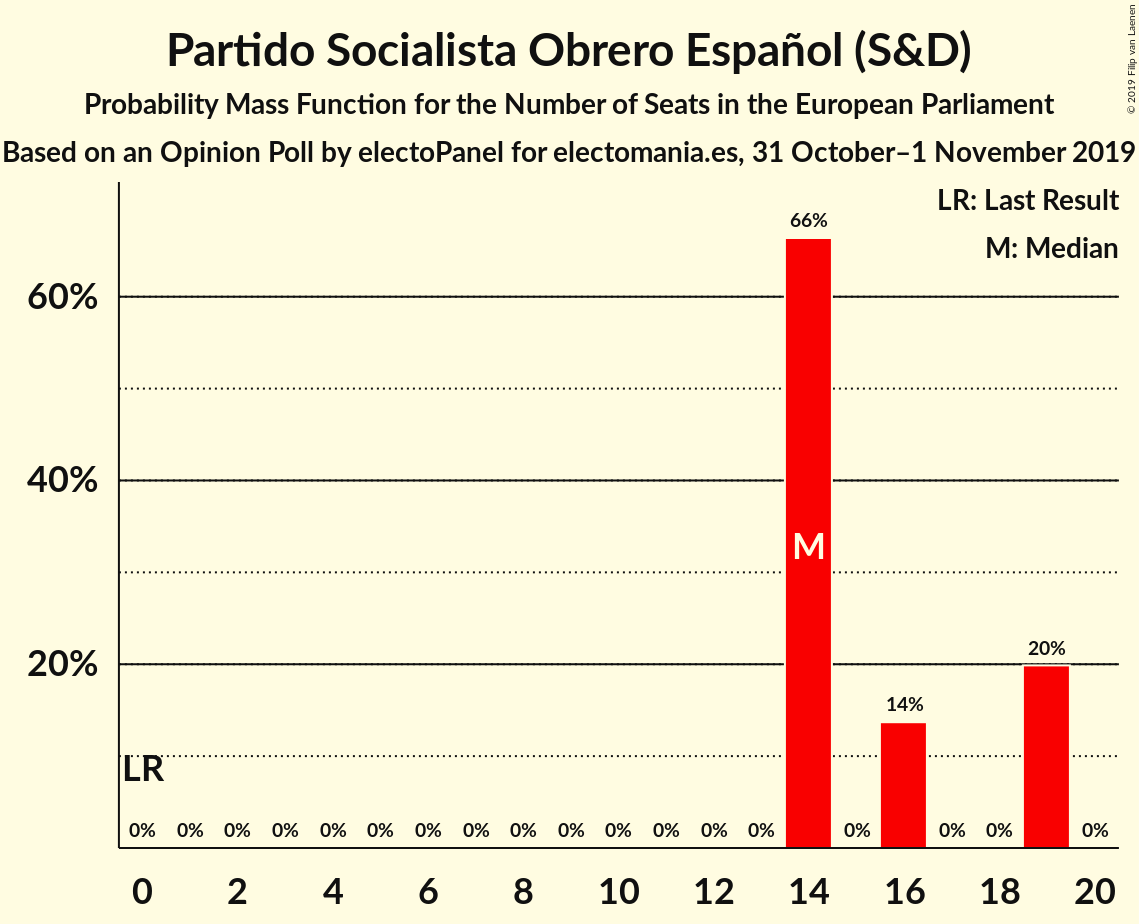 Partido Socialista Obrero Español (S&D)
Probability Mass Function for the Number of Seats in the European Parliament
Based on an Opinion Poll by electoPanel for electomania.es, 31 October–1 November 2019
© 2019 Filip van Laenen
LR: Last Result
M: Median
66%
60%
40%
M
20%
20%
14%
LR
0% 0% 0% 0% 0% 0% 0% 0% 0% 0% 0% 0% 0% 0% 0% 0% 0% 0%
0 2 4 6 8 10 12 14 16 18 20